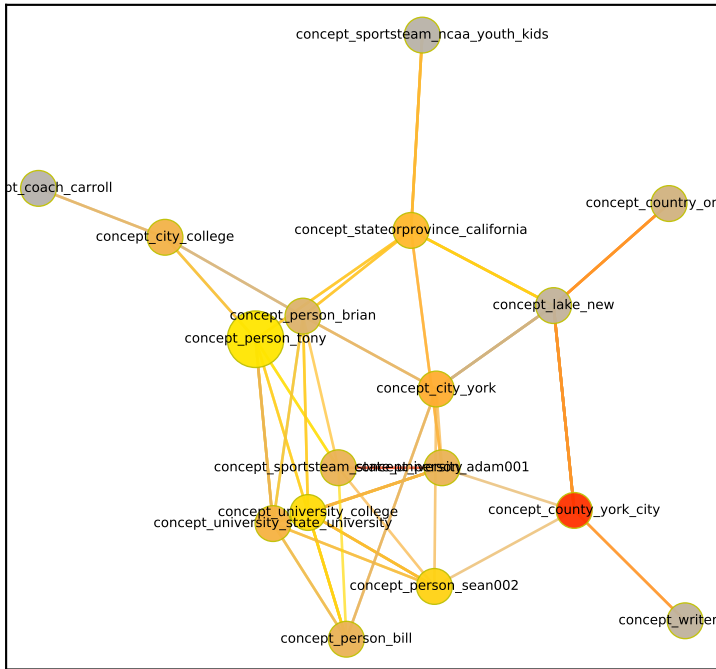 concept_sportsteam_ncaa_youth_kids
pt_coach_carroll
concept_country_or
concept_stateorprovince_california
concept_city_college
concept_lake_new
concept_person_brian
concept_person_tony
concept_city_york
concept_sportsteam_state_university
concept_person_adam001
concept_county_york_city
concept_university_college
concept_university_state_university
concept_person_sean002
concept_writer
concept_person_bill